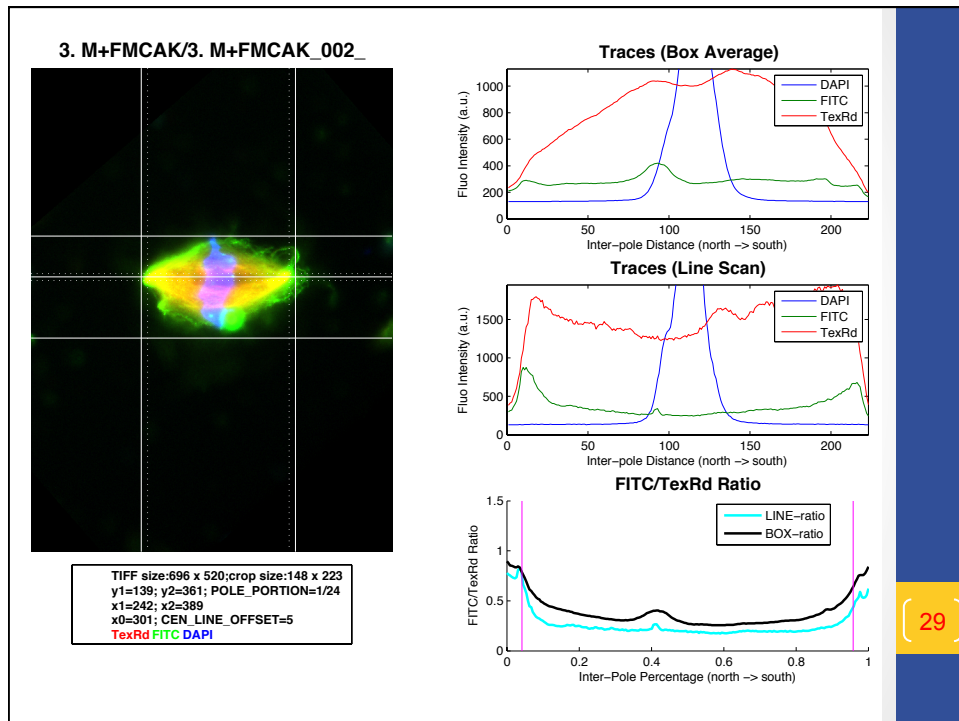 3. M+FMCAK/3. M+FMCAK_002_
TIFF size:696 x 520;crop size:148 x 223
y1=139; y2=361; POLE_PORTION=1/24
x1=242; x2=389
x0=301; CEN_LINE_OFFSET=5
TexRd FITC DAPI
Traces (Box Average)
Fluo Intensity (a.u.)
1000
800
600
400
200
0
DAPI
FITC
TexRd
0 50 100 150 200
Inter-pole Distance (north -> south)
Traces (Line Scan)
Fluo Intensity (a.u.)
1500
1000
500
0
DAPI
FITC
TexRd
0 50 100 150 200
Inter-pole Distance (north -> south)
FITC/TexRd Ratio
FITC/TexRd Ratio
1.5
1
0.5
0
LINE-ratio
BOX-ratio
0 0.2 0.4 0.6 0.8 1
Inter-Pole Percentage (north -> south)
29